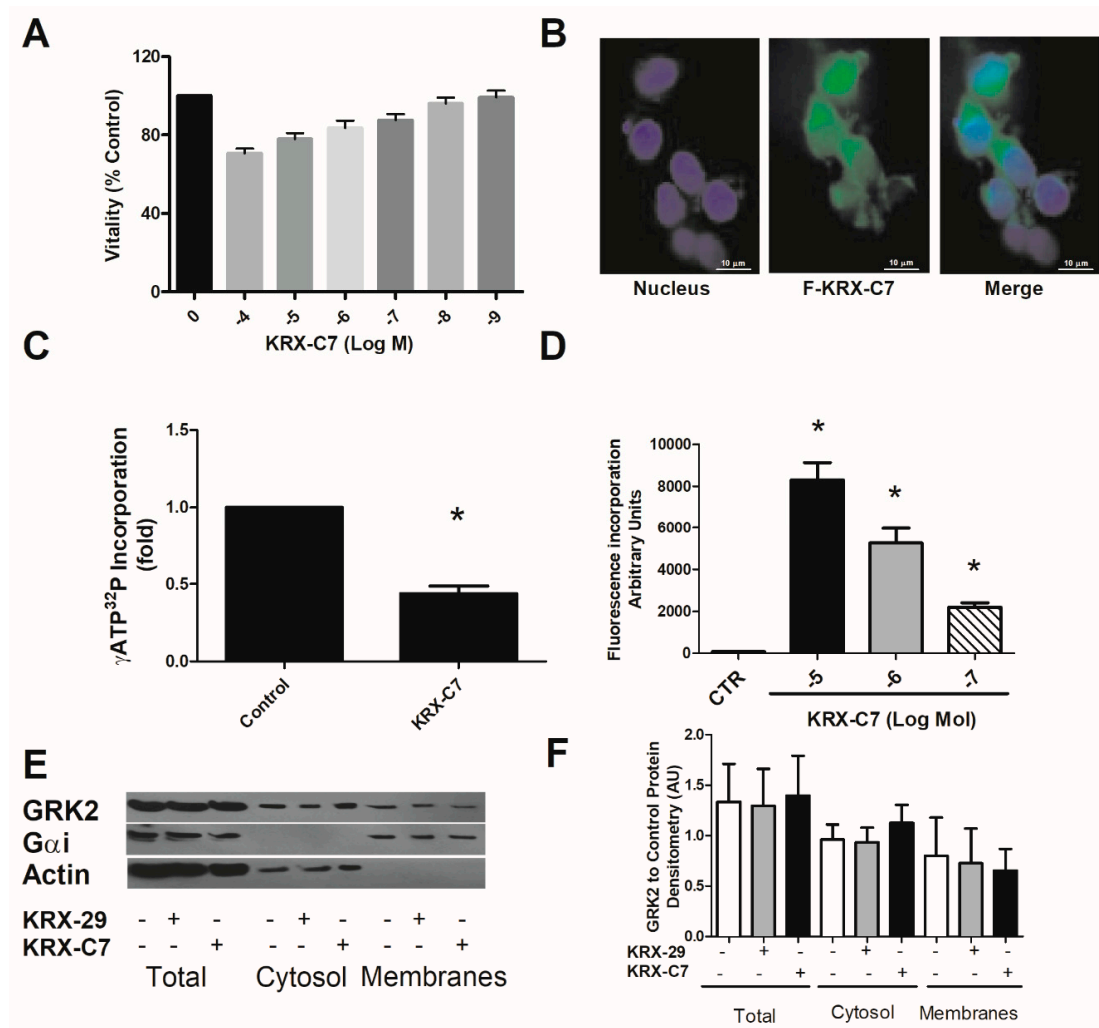 A
Vitality (% Control)
120
80
40
0
0
-4
-5
-6
-7
-8
-9
KRX-C7 (Log M)
B
10 μm
10 μm
10 μm
Nucleus
F-KRX-C7
Merge
C
γATP³²P Incorporation
(fold)
1.5
1.0
0.5
0.0
*
Control
KRX-C7
D
Fluorescence incorporation
Arbitrary Units
10000
8000
6000
4000
2000
0
*
*
*
CTR
-5
-6
-7
KRX-C7 (Log Mol)
E
GRK2
Gαi
Actin
KRX-29 - + - - + - - + -
KRX-C7 - - + - - + - - +
Total Cytosol Membranes
F
GRK2 to Control Protein
Densitometry (AU)
2.0
1.5
1.0
0.5
0.0
KRX-29 - + - - + - - + -
KRX-C7 - - + - - + - - +
Total Cytosol Membranes